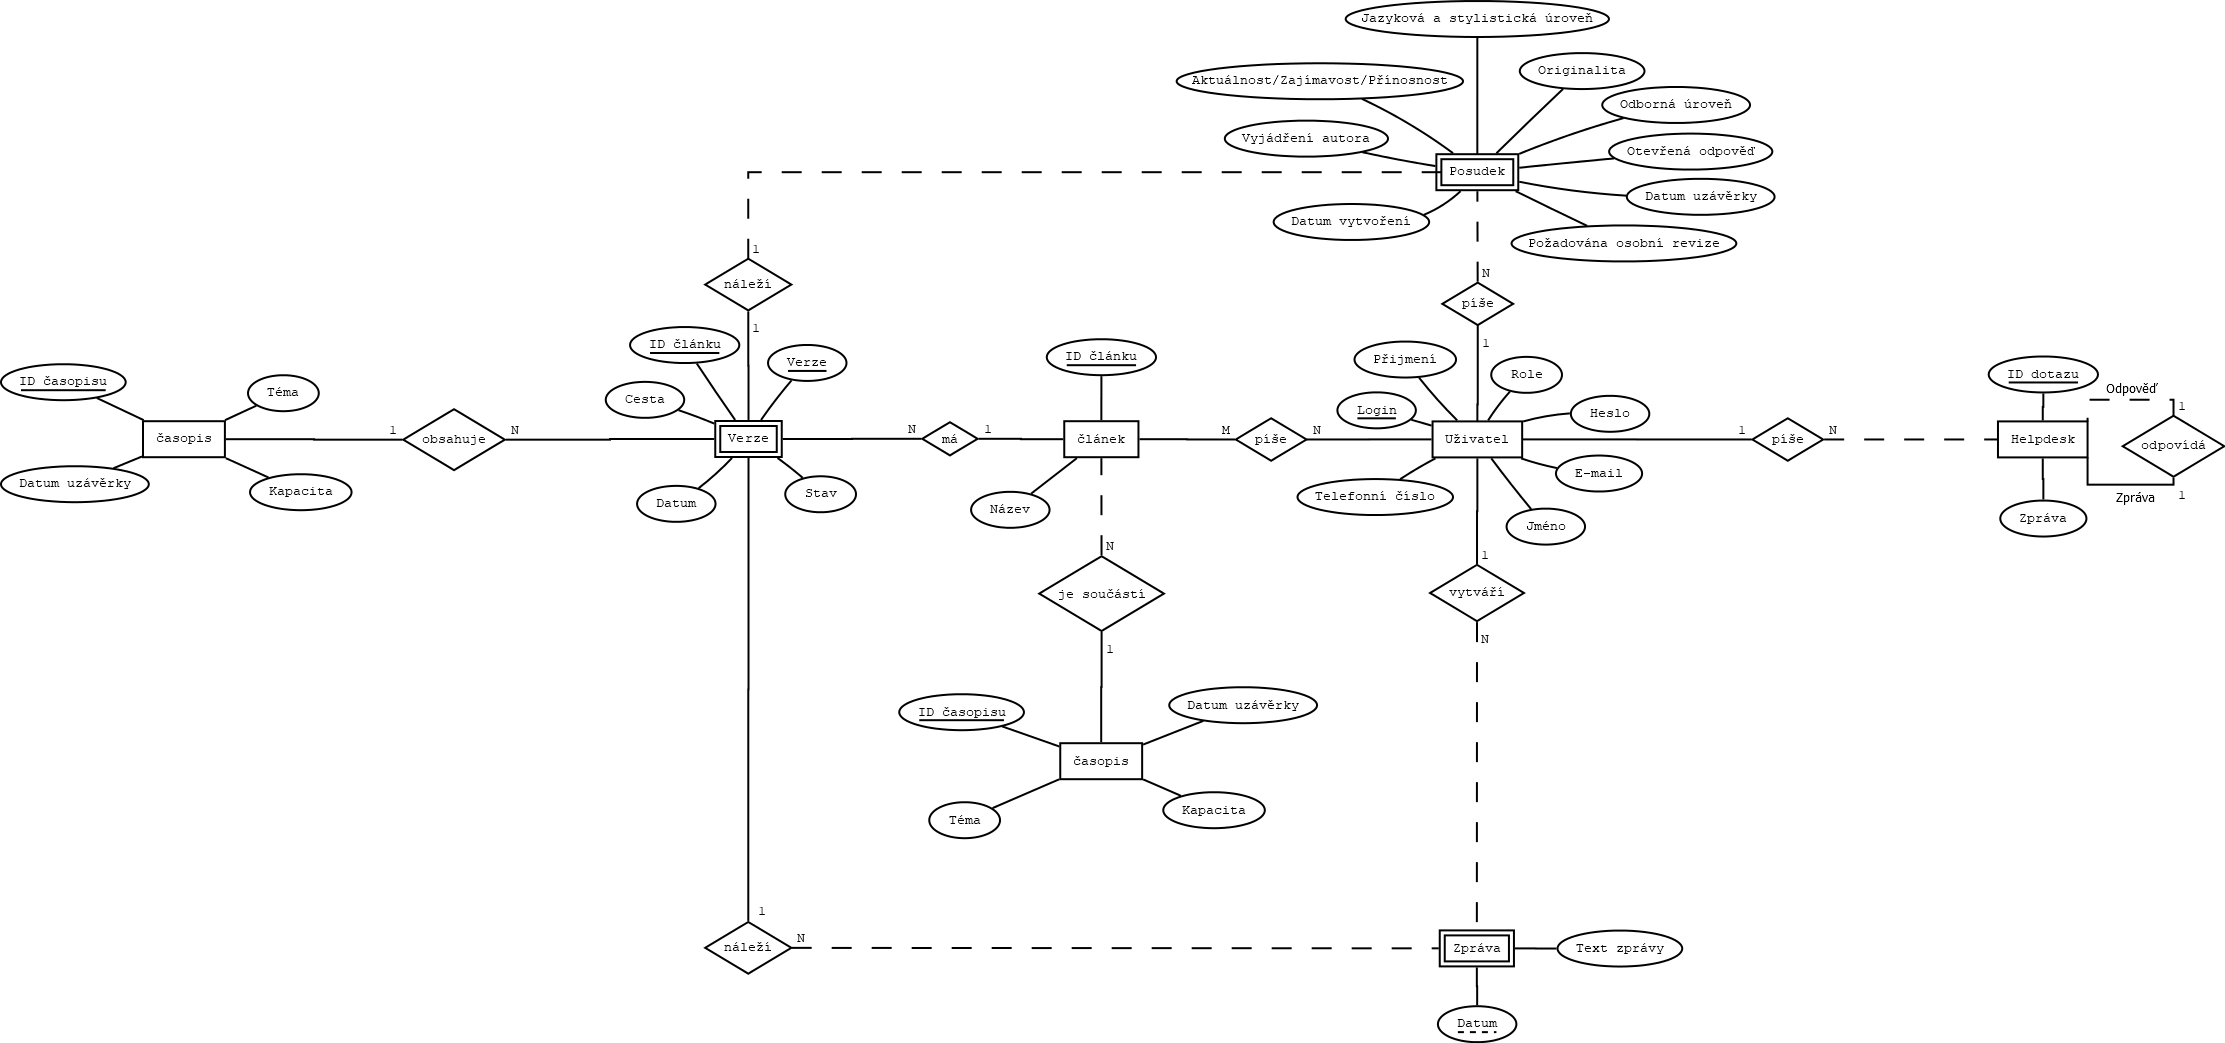 Jazyková a stylistická úroveň
Aktuálnost/Zajímavost/Přínosnost
Originalita
Odborná úroveň
Vyjádření autora
Otevřená odpověď
Posudek
Datum uzávěrky
Datum vytvoření
Požadována osobní revize
1
náleží
1
N
píše
1
ID časopisu
Téma
časopis
Datum uzávěrky
Kapacita
1
obsahuje
N
ID článku
Verze
Cesta
Verze
Datum
Stav
N
má
1
ID článku
článek
Název
M
píše
N
Příjmení
Role
Login
Heslo
Uživatel
E-mail
Telefonní číslo
Jméno
1
píše
N
ID dotazu
Odpověď
1
Helpdesk
odpovídá
Zpráva
1
Zpráva
N
je součástí
1
1
vytváří
N
ID časopisu
Datum uzávěrky
časopis
Téma
Kapacita
1
náleží
N
Zpráva
Text zprávy
Datum